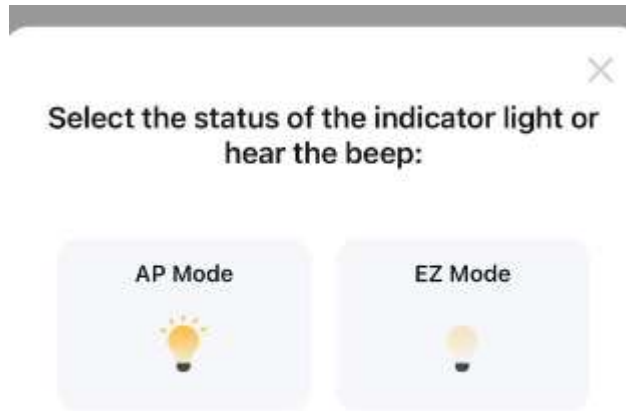 Select the status of the indicator light or
hear the beep:
AP Mode
EZ Mode